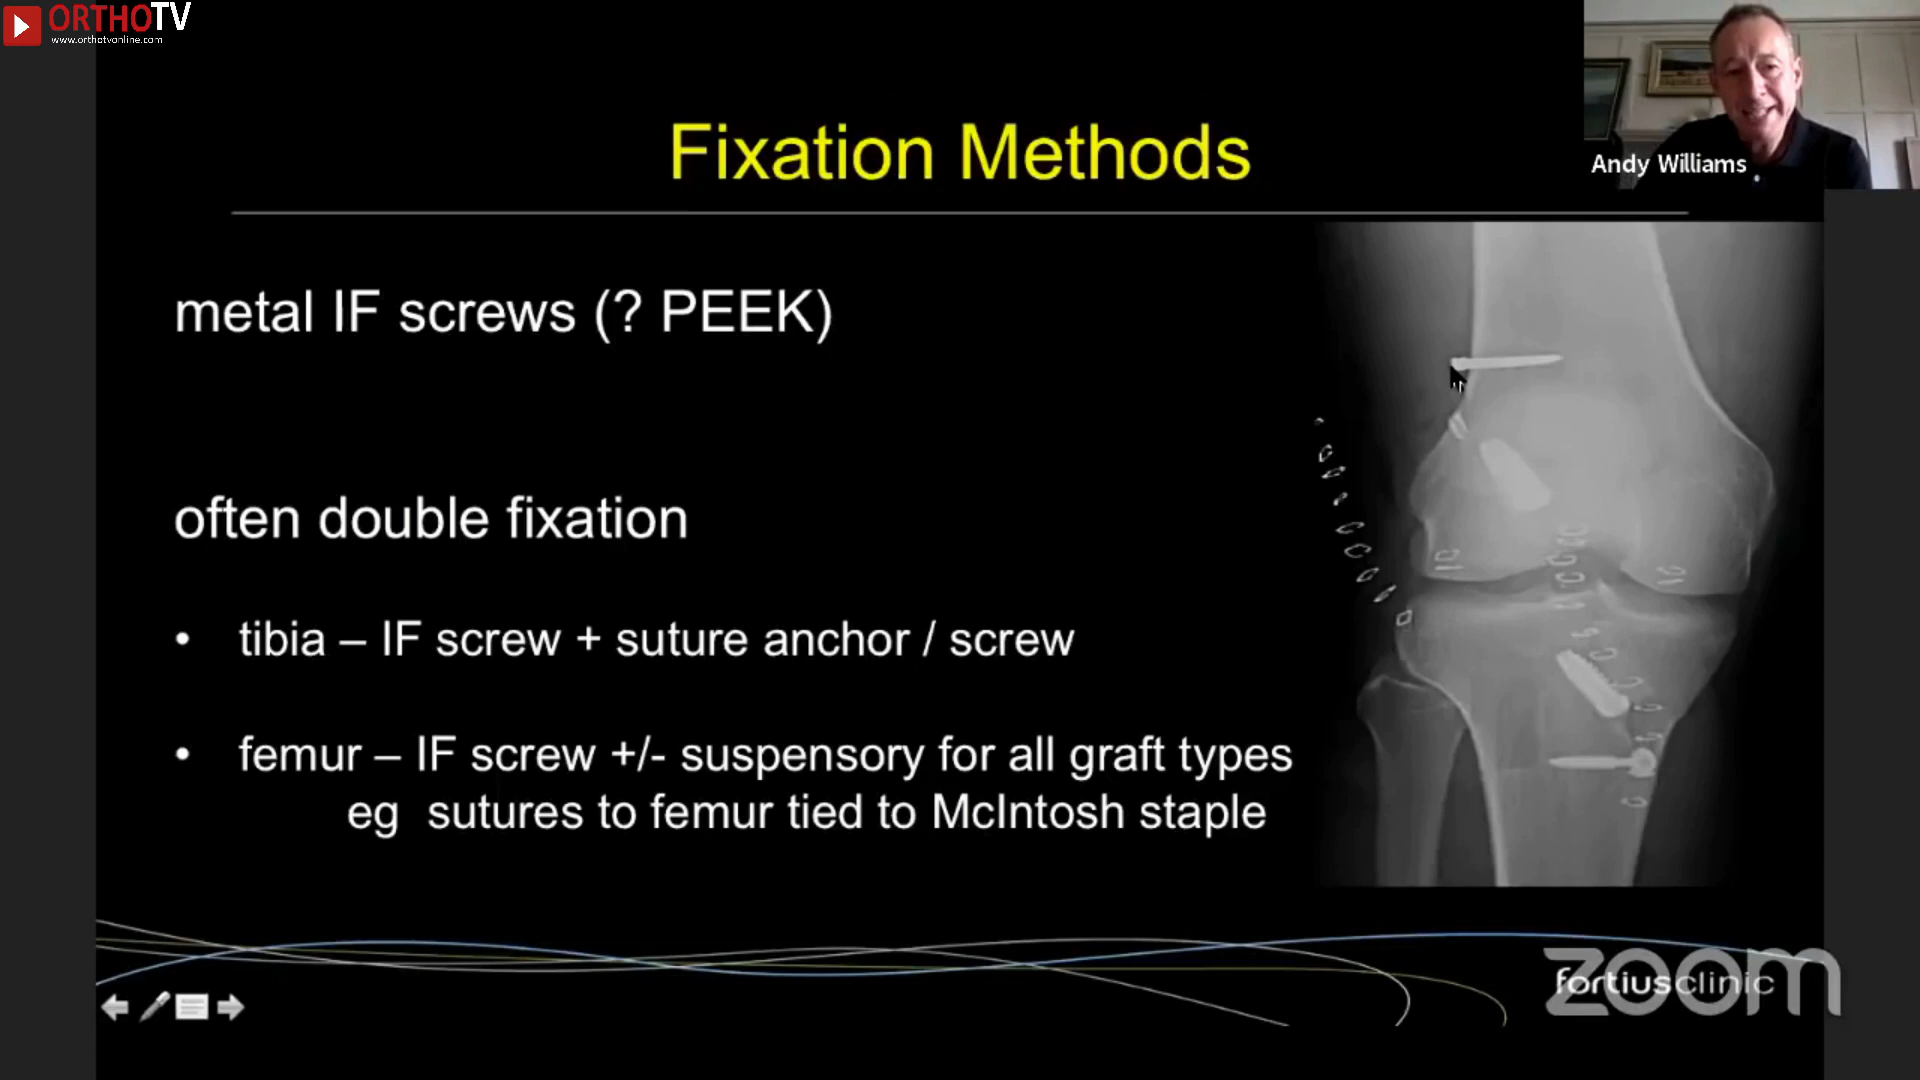 ORTHOTV
www.orthotvonline.com
Andy Williams
Fixation Methods
metal IF screws (? PEEK)
often double fixation
• tibia – IF screw + suture anchor / screw
• femur – IF screw +/- suspensory for all graft types
eg sutures to femur tied to McIntosh staple
fortiusclinic
zoom